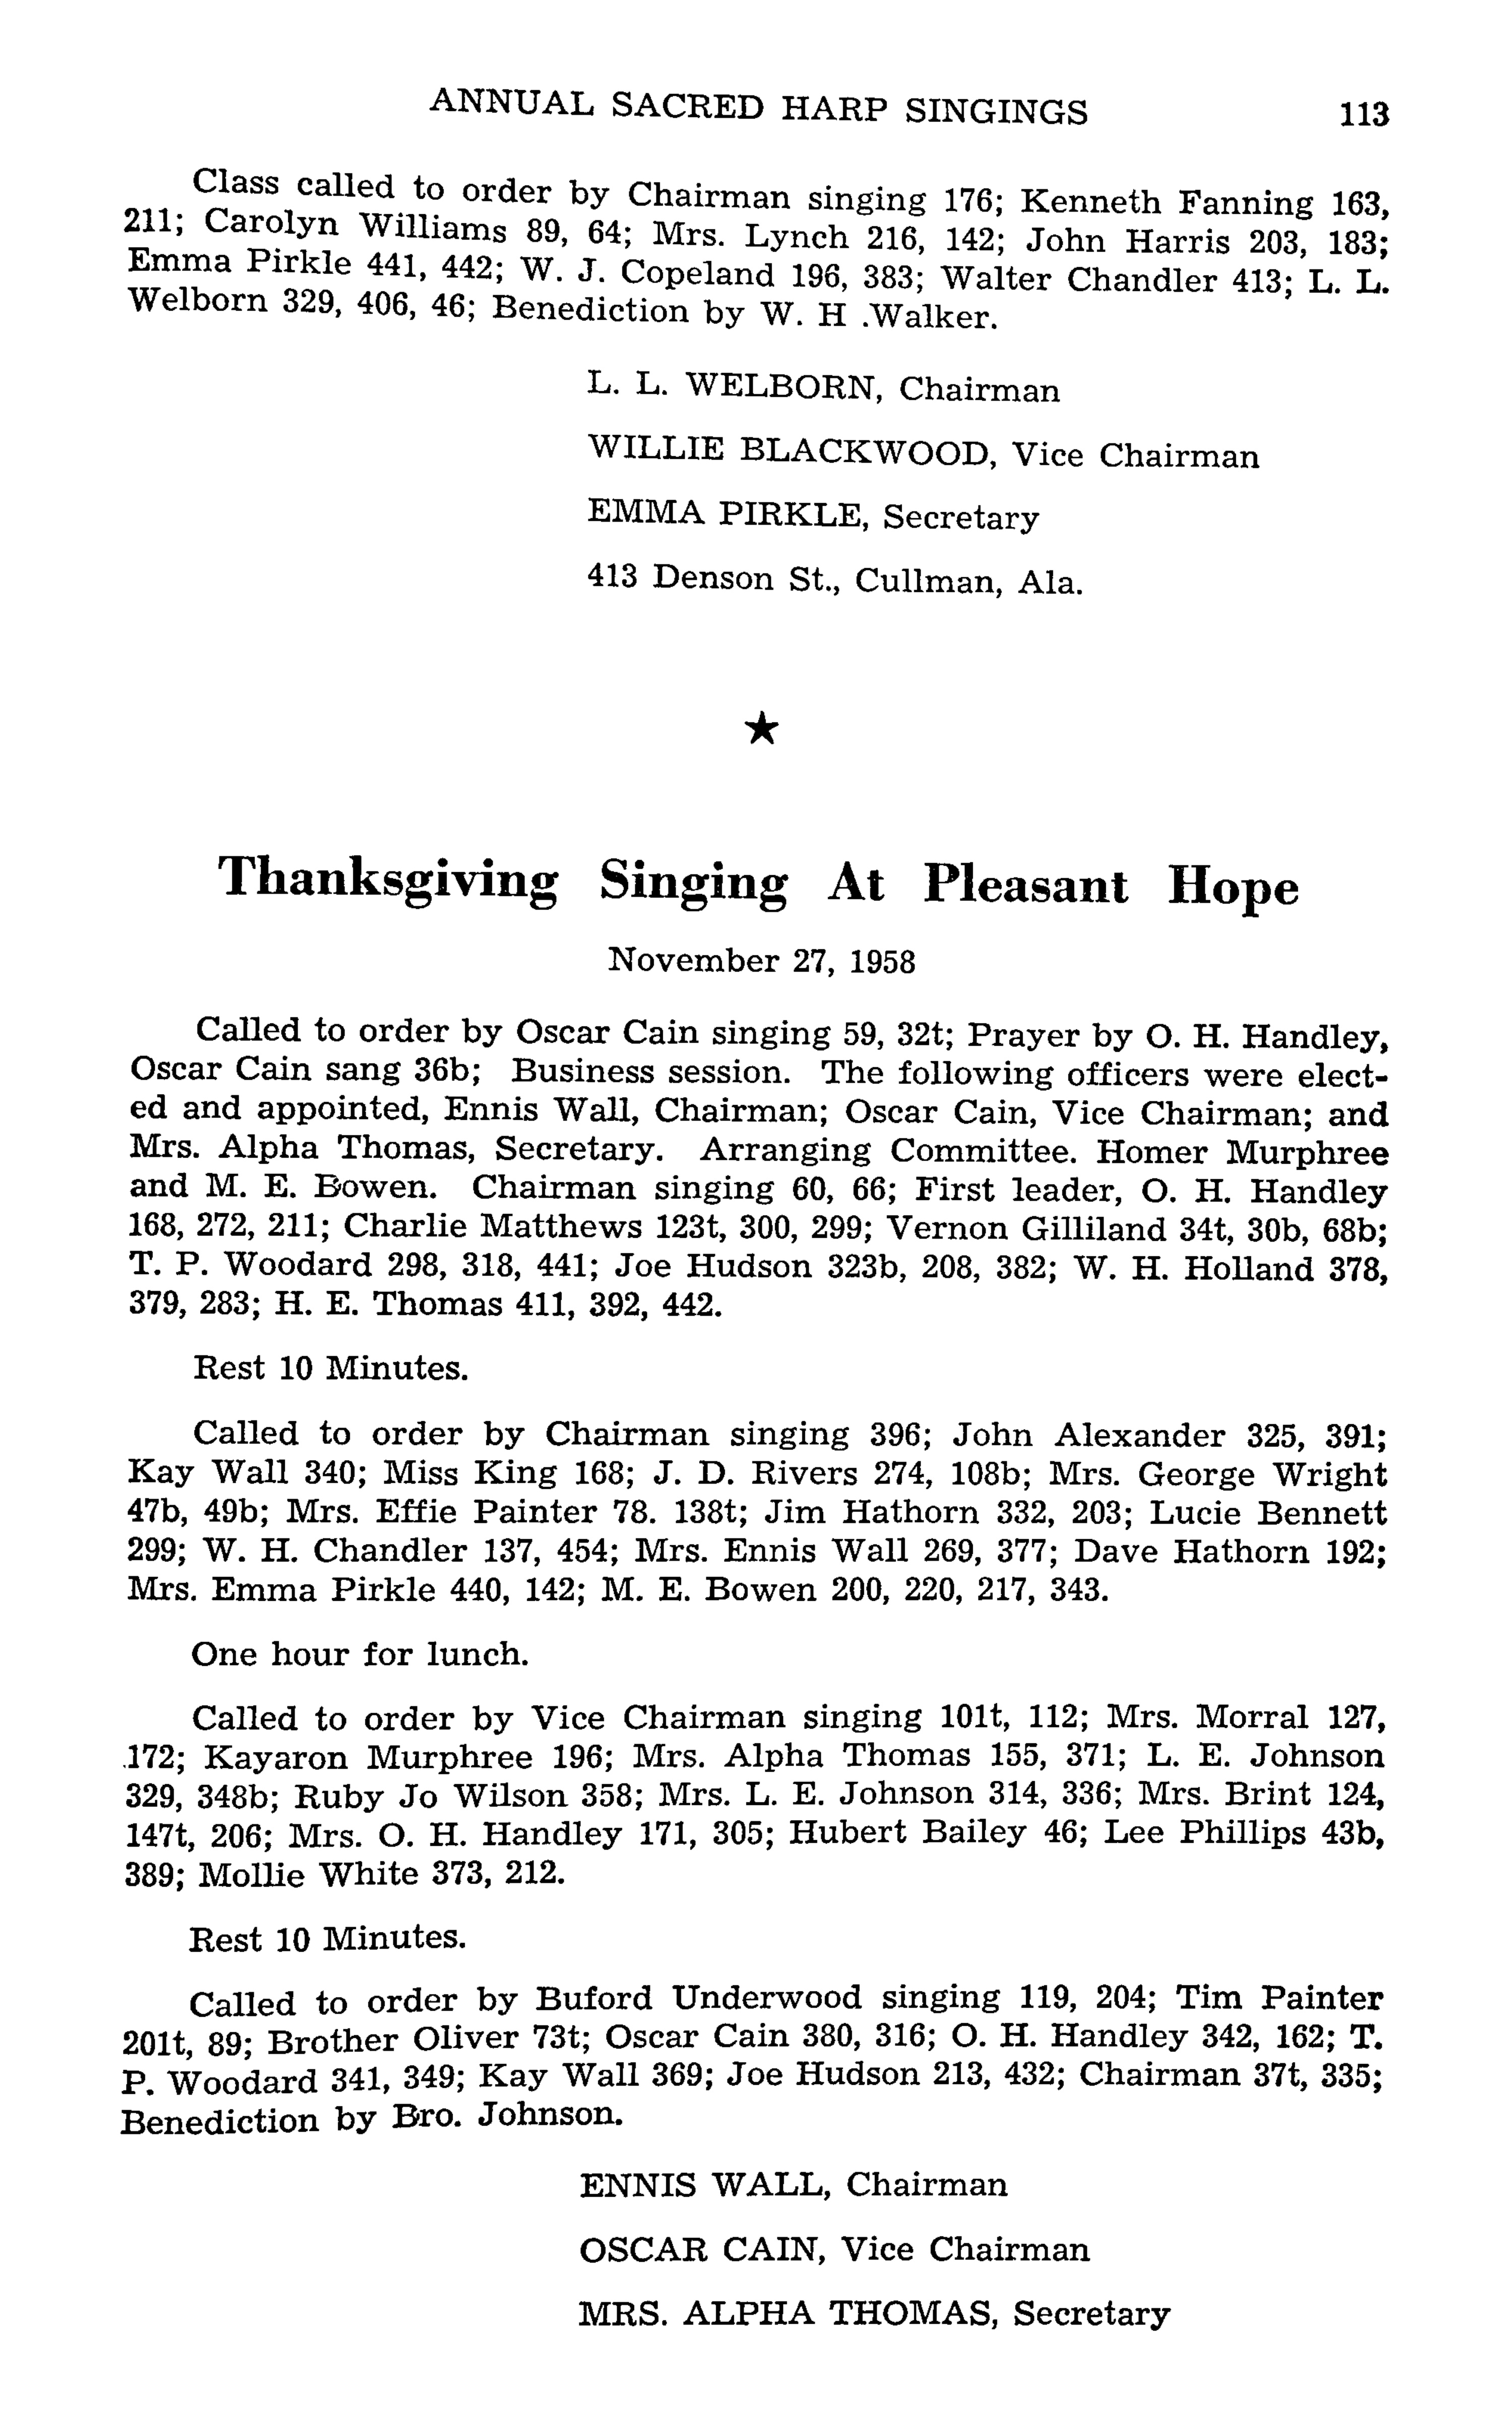 ANNUAL SACRED HARP SINGINGS 113
Class called to order by Chairman singing 176; Kenneth Fanning 163,
211; Carolyn Williams 89, 64; Mrs. Lynch 216, 142; John Harris 203, 183;
Emma Pirkle 441, 442; W. J. Copeland 196, 383; Walter Chandler 413; L. L.
Welborn 329, 406, 46; Benediction by W. H .Walker.
L. L. WELBORN, Chairman
WILLIE BLACKWOOD, Vice Chairman
EMMA PIRKLE, Secretary
413 Denson St., Cullman, Ala.
★
Thanksgiving Singing At Pleasant Hope
November 27, 1958
Called to order by Oscar Cain singing 59, 32t; Prayer by O. H. Handley,
Oscar Cain sang 36b; Business session. The following officers were elect-
ed and appointed, Ennis Wall, Chairman; Oscar Cain, Vice Chairman; and
Mrs. Alpha Thomas, Secretary. Arranging Committee. Homer Murphree
and M. E. Bowen. Chairman singing 60, 66; First leader, O. H. Handley
168, 272, 211; Charlie Matthews 123t, 300, 299; Vernon Gilliland 34t, 30b, 68b;
T. P. Woodard 298, 318, 441; Joe Hudson 323b, 208, 382; W. H. Holland 378,
379, 283; H. E. Thomas 411, 392, 442.
Rest 10 Minutes.
Called to order by Chairman singing 396; John Alexander 325, 391;
Kay Wall 340; Miss King 168; J. D. Rivers 274, 108b; Mrs. George Wright
47b, 49b; Mrs. Effie Painter 78. 138t; Jim Hathorn 332, 203; Lucie Bennett
299; W. H. Chandler 137, 454; Mrs. Ennis Wall 269, 377; Dave Hathorn 192;
Mrs. Emma Pirkle 440, 142; M. E. Bowen 200, 220, 217, 343.
One hour for lunch.
Called to order by Vice Chairman singing 101t, 112; Mrs. Morral 127,
.172; Kayaron Murphree 196; Mrs. Alpha Thomas 155, 371; L. E. Johnson
329, 348b; Ruby Jo Wilson 358; Mrs. L. E. Johnson 314, 336; Mrs. Brint 124,
147t, 206; Mrs. O. H. Handley 171, 305; Hubert Bailey 46; Lee Phillips 43b,
389; Mollie White 373, 212.
Rest 10 Minutes.
Called to order by Buford Underwood singing 119, 204; Tim Painter
201t, 89; Brother Oliver 73t; Oscar Cain 380, 316; O. H. Handley 342, 162; T.
P. Woodard 341, 349; Kay Wall 369; Joe Hudson 213, 432; Chairman 37t, 335;
Benediction by Bro. Johnson.
ENNIS WALL, Chairman
OSCAR CAIN, Vice Chairman
MRS. ALPHA THOMAS, Secretary